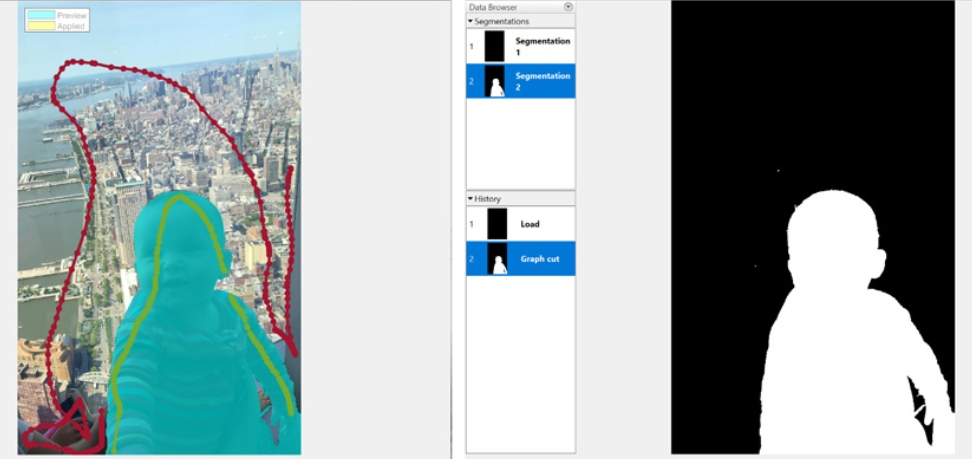 Preview
Applied
Data Browser
Segmentations
1
Segmentation
1
2
Segmentation
2
History
1
Load
2
Graph cut